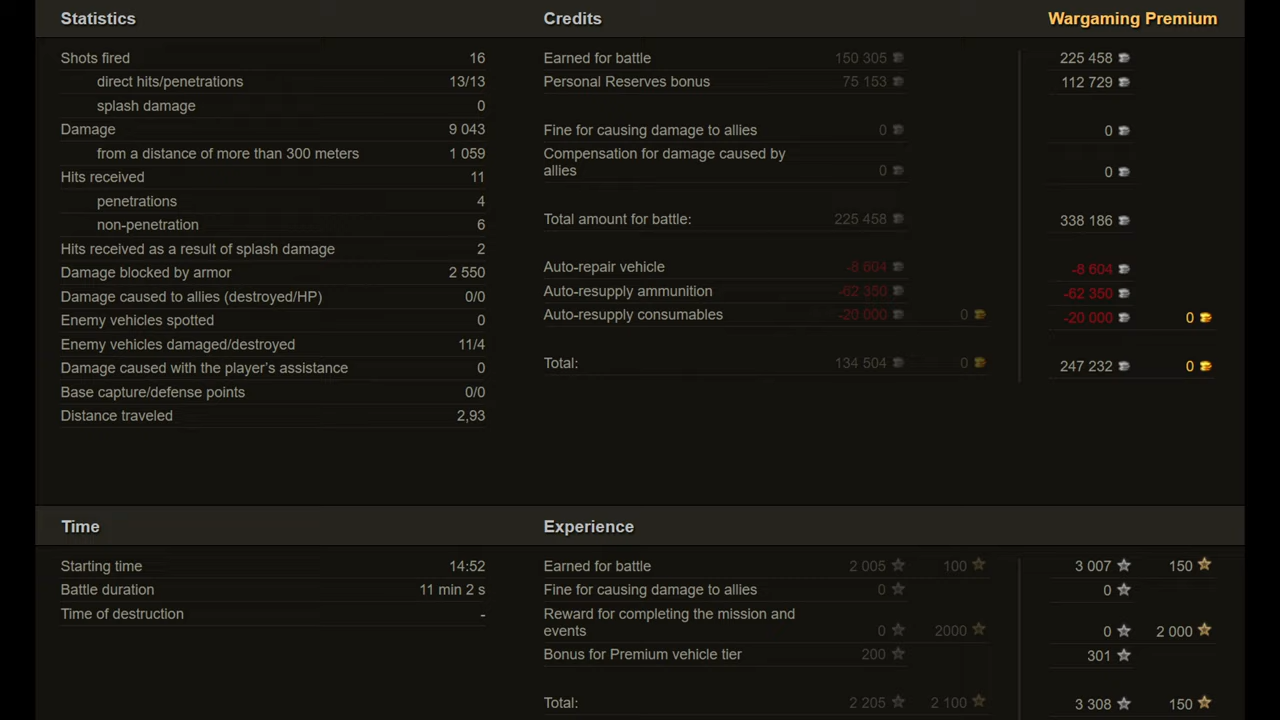 Statistics
Shots fired 16
direct hits/penetrations 13/13
splash damage 0
Damage 9 043
from a distance of more than 300 meters 1 059
Hits received 11
penetrations 4
non-penetration 6
Hits received as a result of splash damage 2
Damage blocked by armor 2 550
Damage caused to allies (destroyed/HP) 0/0
Enemy vehicles spotted 0
Enemy vehicles damaged/destroyed 11/4
Damage caused with the player's assistance 0
Base capture/defense points 0/0
Distance traveled 2,93
Credits Wargaming Premium
Earned for battle 150 305 225 458
Personal Reserves bonus 75 153 112 729
Fine for causing damage to allies 0 0
Compensation for damage caused by
allies 0 0
Total amount for battle: 225 458 338 186
Auto-repair vehicle -8 604 -8 604
Auto-resupply ammunition -62 350 -62 350
Auto-resupply consumables -20 000 0 -20 000 0
Total: 134 504 0 247 232 0
Time
Starting time 14:52
Battle duration 11 min 2 s
Time of destruction -
Experience
Earned for battle 2 005 100 3 007 150
Fine for causing damage to allies 0 0
Reward for completing the mission and
events 0 2000 0 2 000
Bonus for Premium vehicle tier 200 301
Total: 2 205 2 100 3 308 150